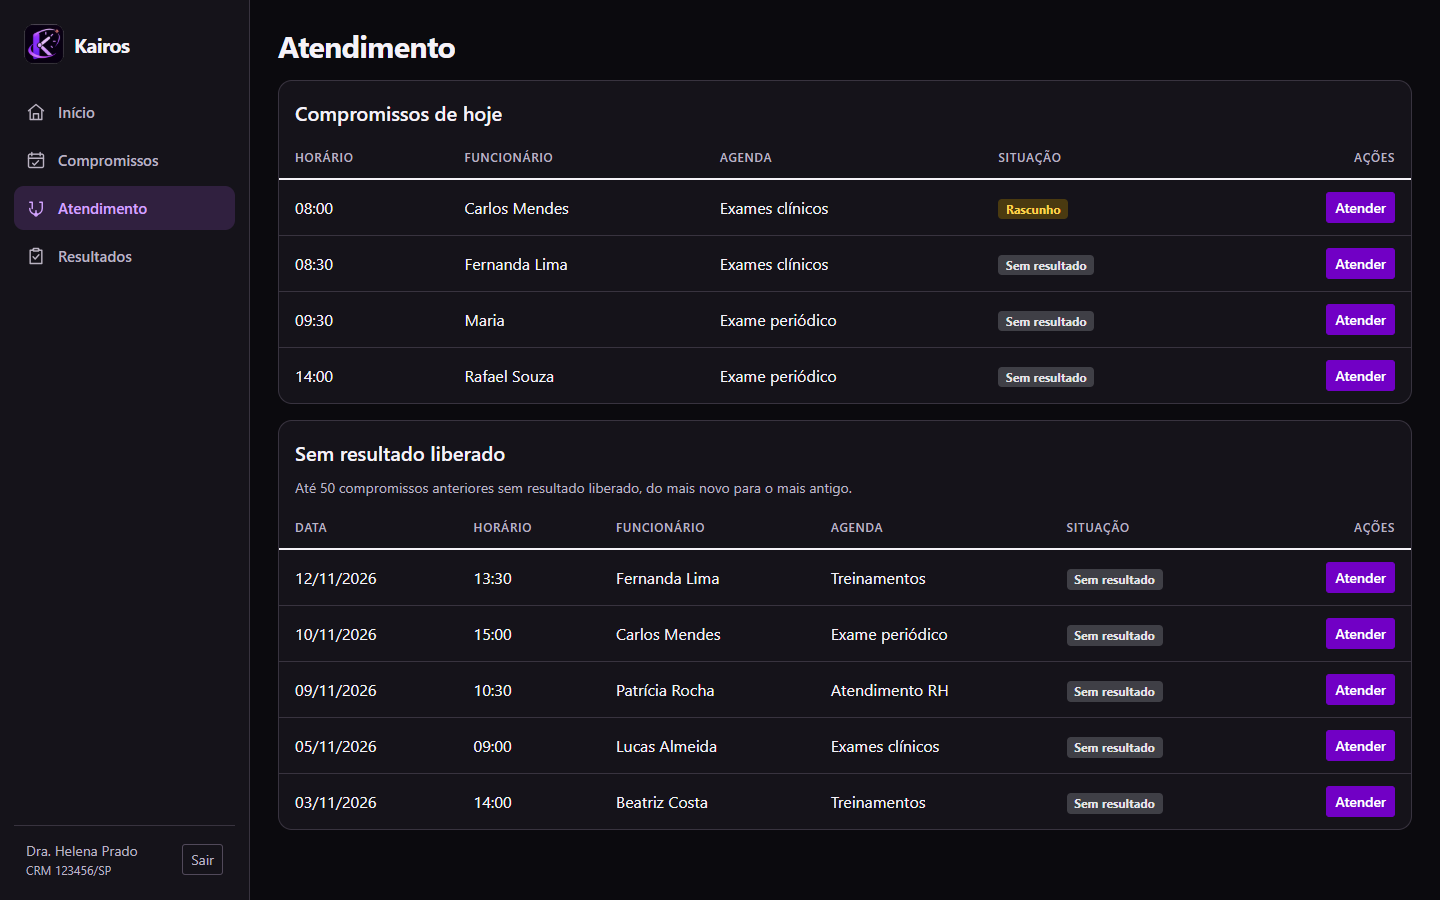 Kairos
Início
Compromissos
Atendimento
Resultados
Dra. Helena Prado
CRM 123456/SP
Sair
Atendimento
Compromissos de hoje
HORÁRIO FUNCIONÁRIO AGENDA SITUAÇÃO AÇÕES
08:00 Carlos Mendes Exames clínicos Rascunho Atender
08:30 Fernanda Lima Exames clínicos Sem resultado Atender
09:30 Maria Exame periódico Sem resultado Atender
14:00 Rafael Souza Exame periódico Sem resultado Atender
Sem resultado liberado
Até 50 compromissos anteriores sem resultado liberado, do mais novo para o mais antigo.
DATA HORÁRIO FUNCIONÁRIO AGENDA SITUAÇÃO AÇÕES
12/11/2026 13:30 Fernanda Lima Treinamentos Sem resultado Atender
10/11/2026 15:00 Carlos Mendes Exame periódico Sem resultado Atender
09/11/2026 10:30 Patrícia Rocha Atendimento RH Sem resultado Atender
05/11/2026 09:00 Lucas Almeida Exames clínicos Sem resultado Atender
03/11/2026 14:00 Beatriz Costa Treinamentos Sem resultado Atender